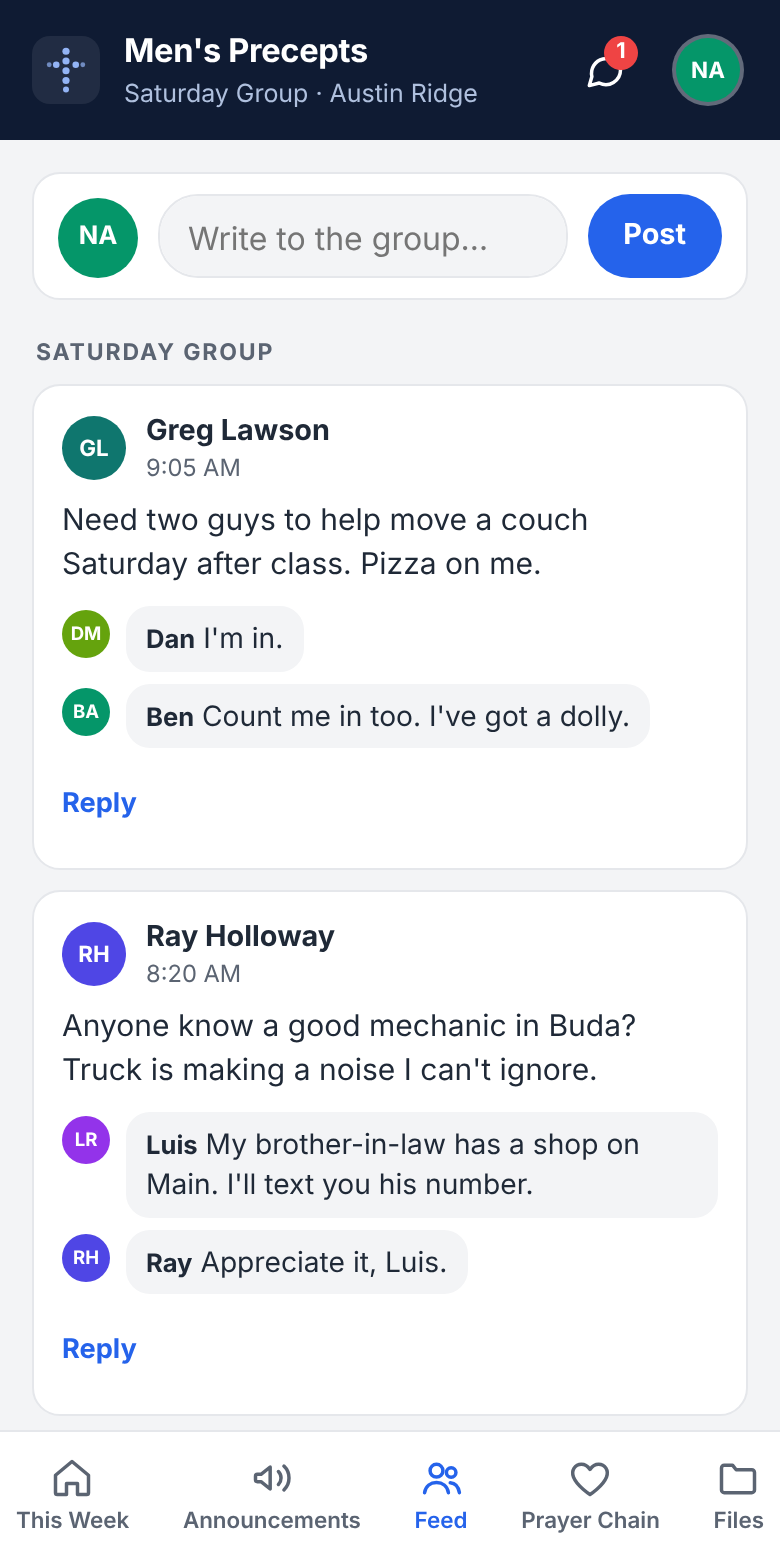 Men's Precepts
Saturday Group · Austin Ridge
1
NA
NA
Write to the group...
Post
SATURDAY GROUP
GL
Greg Lawson
9:05 AM
Need two guys to help move a couch
Saturday after class. Pizza on me.
DM
Dan I'm in.
BA
Ben Count me in too. I've got a dolly.
Reply
RH
Ray Holloway
8:20 AM
Anyone know a good mechanic in Buda?
Truck is making a noise I can't ignore.
LR
Luis My brother-in-law has a shop on
Main. I'll text you his number.
RH
Ray Appreciate it, Luis.
Reply
This Week
Announcements
Feed
Prayer Chain
Files